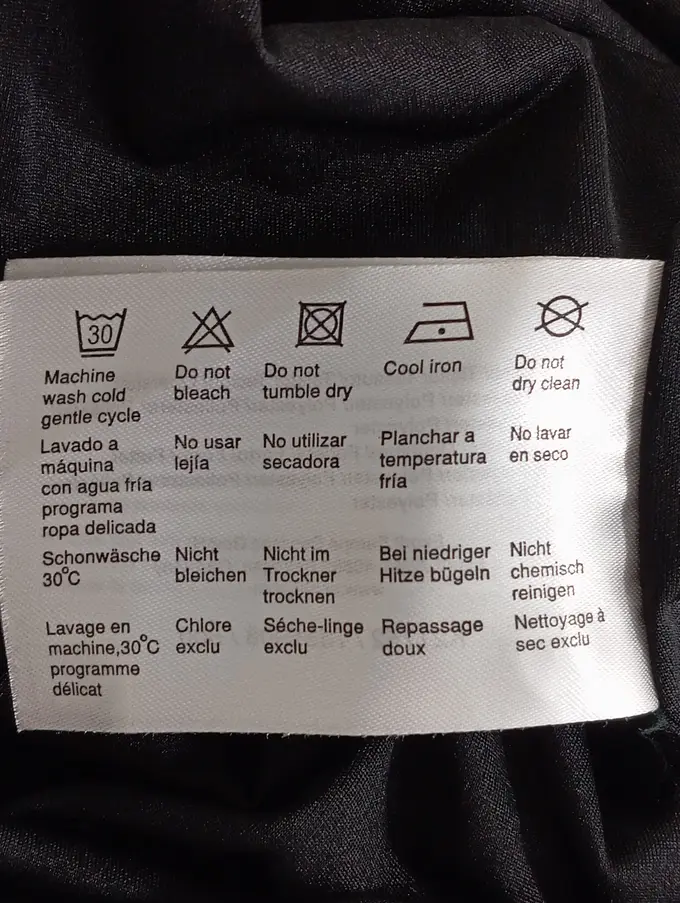 30
Machine
wash cold
gentle cycle
Do not
bleach
Do not
tumble dry
Cool iron
Do not
dry clean
Lavado a
máquina
con agua fría
programa
ropa delicada
No usar
lejía
No utilizar
secadora
Planchar a
temperatura
fría
No lavar
en seco
Schonwäsche
30°C
Nicht
bleichen
Nicht im
Trockner
trocknen
Bei niedriger
Hitze bügeln
Nicht
chemisch
reinigen
Lavage en
machine,30°C
programme
délicat
Chlore
exclu
Séche-linge
exclu
Repassage
doux
Nettoyage à
sec exclu